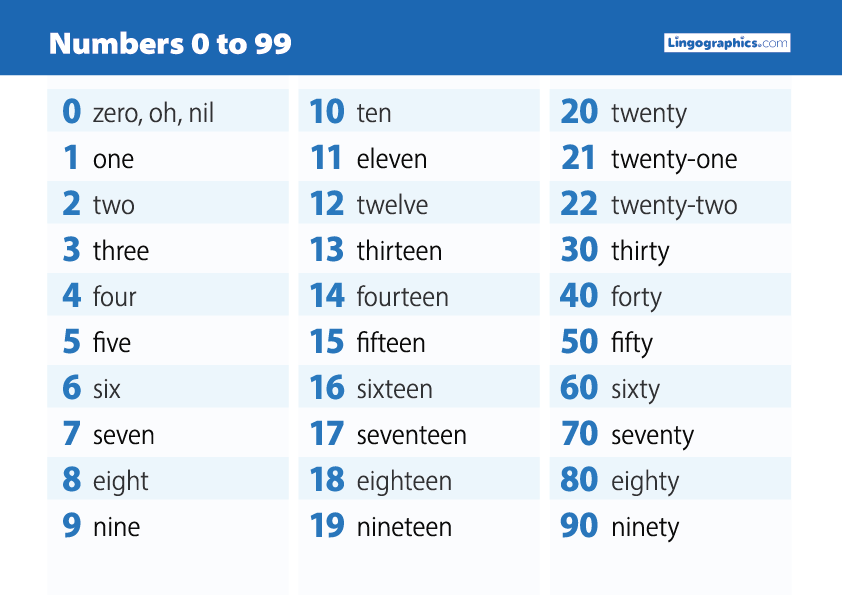 Numbers 0 to 99
Lingographics.com
0 zero, oh, nil
1 one
2 two
3 three
4 four
5 five
6 six
7 seven
8 eight
9 nine
10 ten
11 eleven
12 twelve
13 thirteen
14 fourteen
15 fifteen
16 sixteen
17 seventeen
18 eighteen
19 nineteen
20 twenty
21 twenty-one
22 twenty-two
30 thirty
40 forty
50 fifty
60 sixty
70 seventy
80 eighty
90 ninety